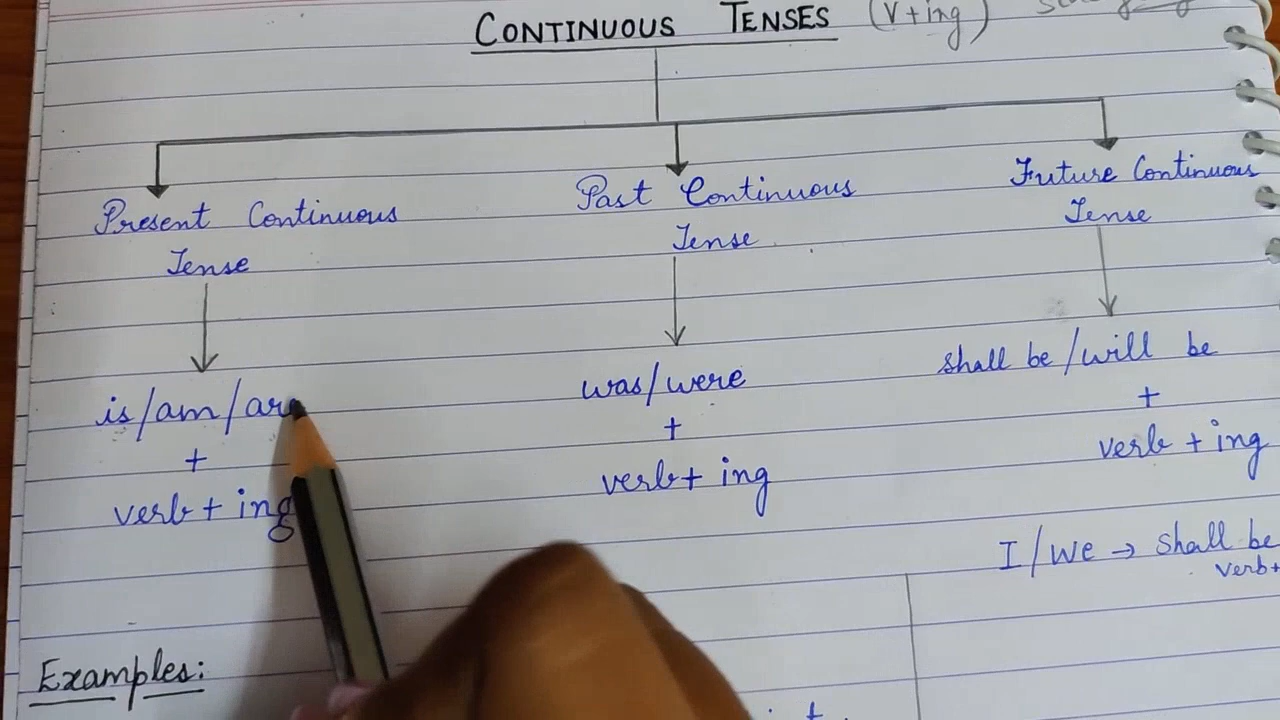 CONTINUOUS TENSES (V+ing)
Present Continuous
Tense
Past Continuous
Tense
Future Continuous
Tense
is/am/are
+
verb + ing
was/were
+
verb + ing
shall be/will be
+
verb + ing
I/We → shall be
verb+
Examples: